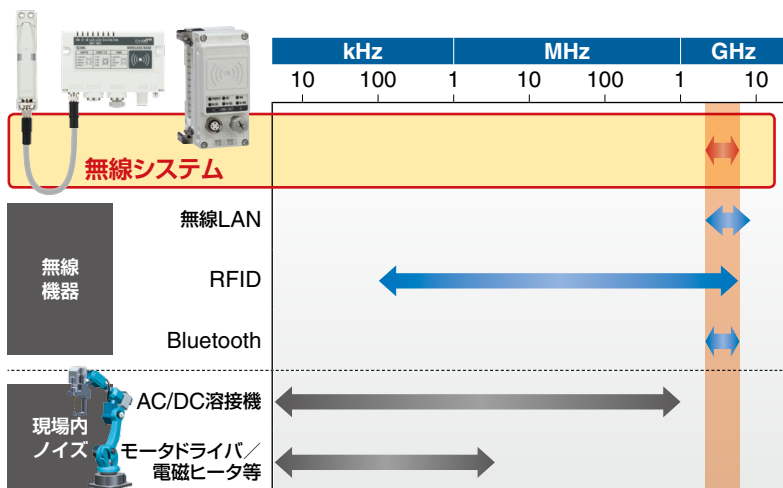 kHz MHz GHz
10 100 1 10 100 1 10
無線システム
無線LAN
無線
機器
RFID
Bluetooth
AC/DC溶接機
現場内
ノイズ
モータドライバ／
電磁ヒータ等